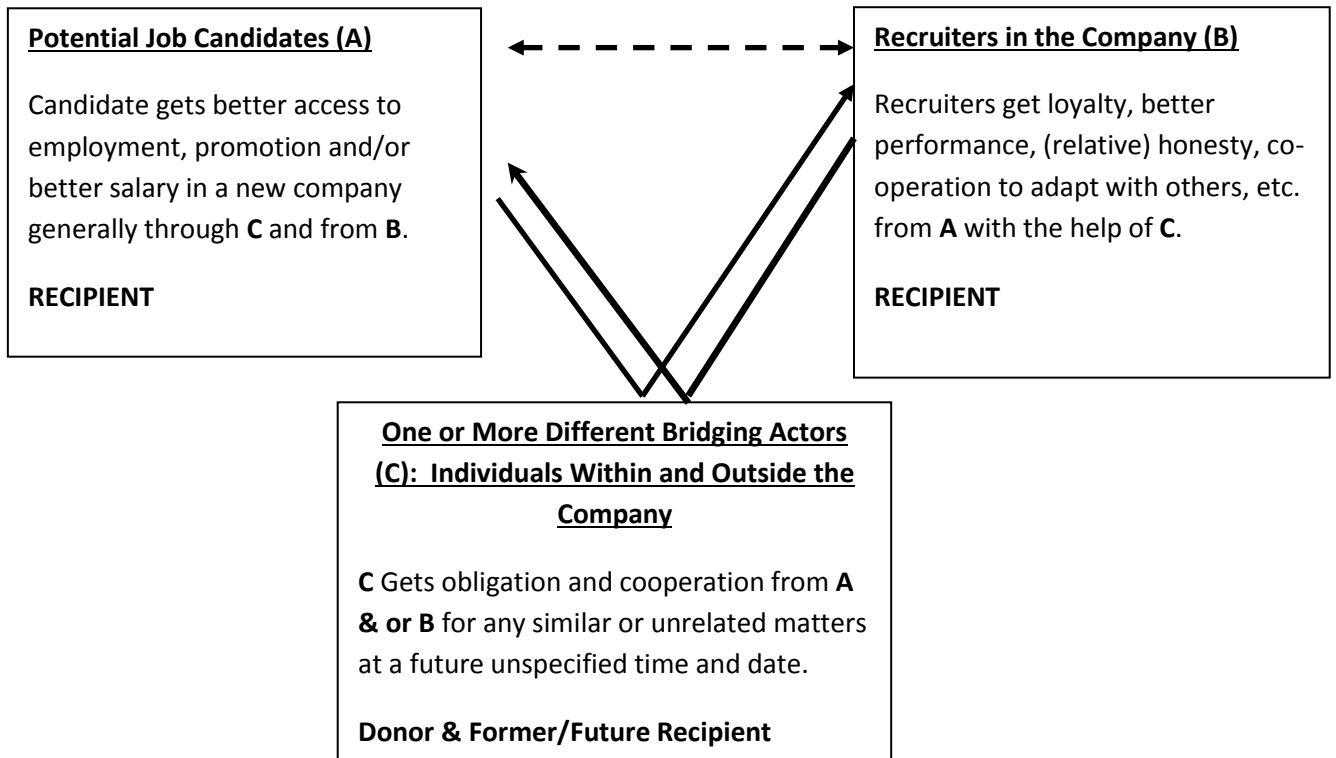 Potential Job Candidates (A)
Candidate gets better access to
employment, promotion and/or
better salary in a new company
generally through C and from B.
RECIPIENT
Recruiters in the Company (B)
Recruiters get loyalty, better
performance, (relative) honesty, co-
operation to adapt with others, etc.
from A with the help of C.
RECIPIENT
One or More Different Bridging Actors
(C): Individuals Within and Outside the
Company
C Gets obligation and cooperation from A
& or B for any similar or unrelated matters
at a future unspecified time and date.
Donor & Former/Future Recipient